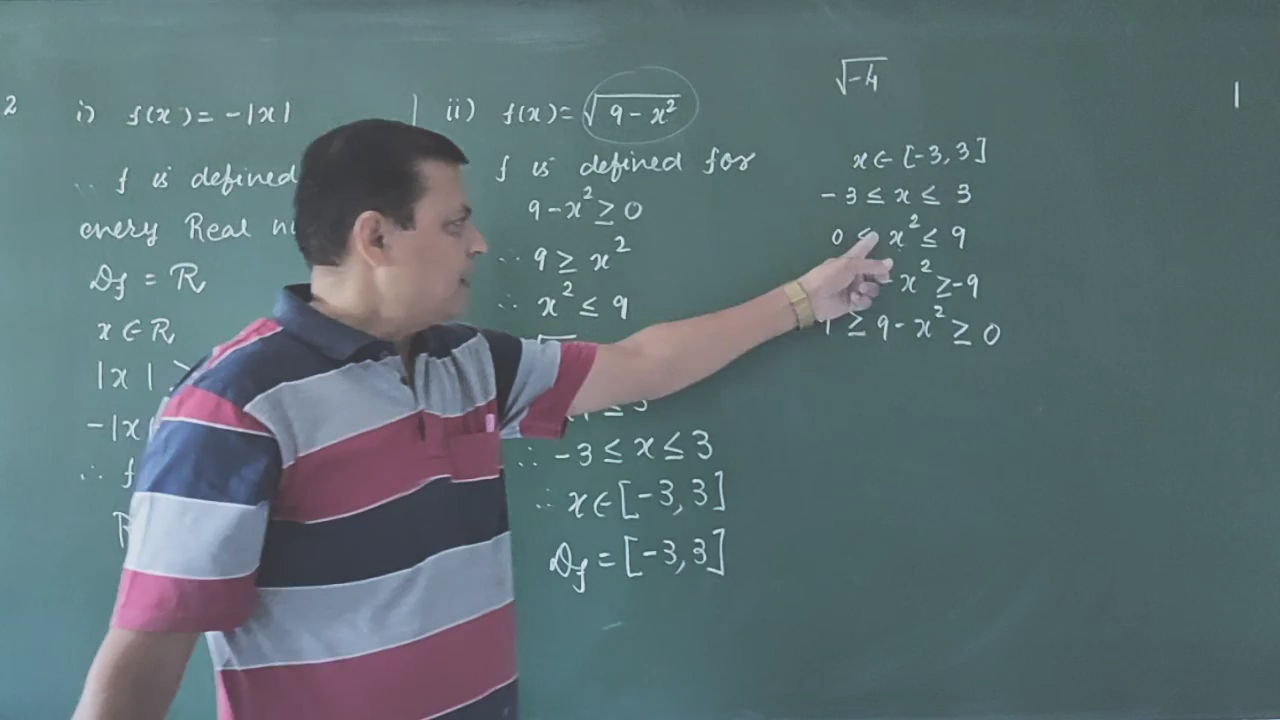 2 i) f(x) = -|x|
∴ f is defined
every Real
Df = R
x ∈ R
|x|
-|x|
∴ f
ii) f(x) = √(9 - x²)
f is defined for
9 - x² ≥ 0
∴ 9 ≥ x²
∴ x² ≤ 9
≤ 3
∴ -3 ≤ x ≤ 3
∴ x ∈ [-3, 3]
Df = [-3, 3]
√-4
x ∈ [-3, 3]
-3 ≤ x ≤ 3
0 ≤ x² ≤ 9
- x² ≥ -9
≥ 9 - x² ≥ 0